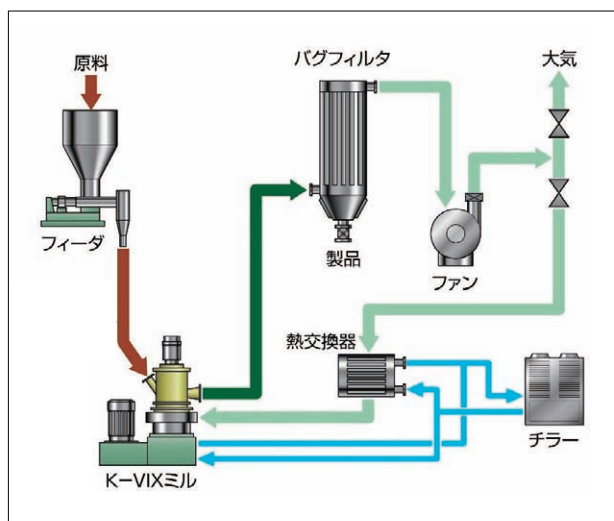 原料
バグフィルタ
大気
フィーダ
製品
ファン
熱交換器
チラー
K－VIXミル